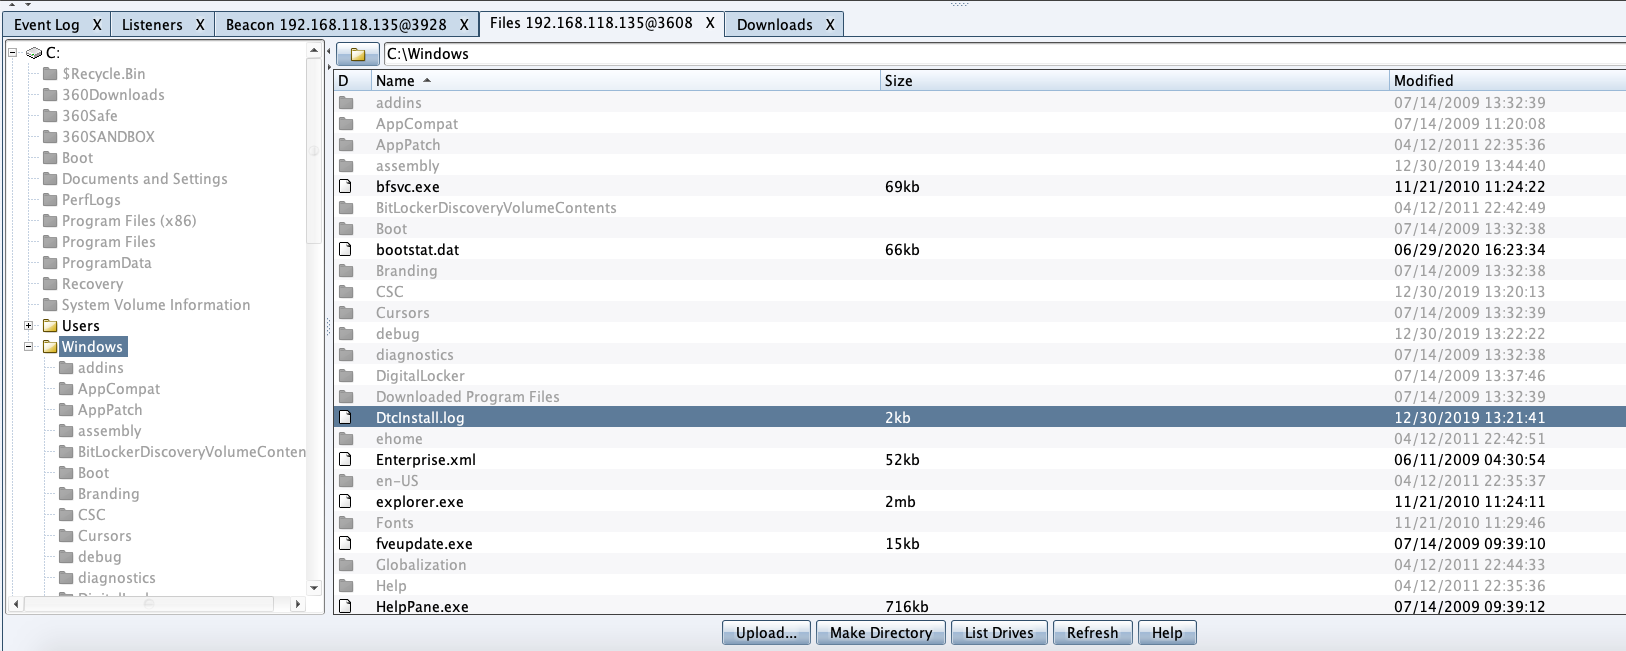 Event Log X Listeners X Beacon 192.168.118.135@3928 X Files 192.168.118.135@3608 X Downloads X
C:
$Recycle.Bin
360Downloads
360Safe
360SANDBOX
Boot
Documents and Settings
PerfLogs
Program Files (x86)
Program Files
ProgramData
Recovery
System Volume Information
Users
Windows
addins
AppCompat
AppPatch
assembly
BitLockerDiscoveryVolumeConten
Boot
Branding
CSC
Cursors
debug
diagnostics
C:\Windows
D Name Size Modified
addins 07/14/2009 13:32:39
AppCompat 07/14/2009 11:20:08
AppPatch 04/12/2011 22:35:36
assembly 12/30/2019 13:44:40
bfsvc.exe 69kb 11/21/2010 11:24:22
BitLockerDiscoveryVolumeContents 04/12/2011 22:42:49
Boot 07/14/2009 13:32:38
bootstat.dat 66kb 06/29/2020 16:23:34
Branding 07/14/2009 13:32:38
CSC 12/30/2019 13:20:13
Cursors 07/14/2009 13:32:39
debug 12/30/2019 13:22:22
diagnostics 07/14/2009 13:32:38
DigitalLocker 07/14/2009 13:37:46
Downloaded Program Files 07/14/2009 13:32:39
DtcInstall.log 2kb 12/30/2019 13:21:41
ehome 04/12/2011 22:42:51
Enterprise.xml 52kb 06/11/2009 04:30:54
en-US 04/12/2011 22:35:37
explorer.exe 2mb 11/21/2010 11:24:11
Fonts 11/21/2010 11:29:46
fveupdate.exe 15kb 07/14/2009 09:39:10
Globalization 04/12/2011 22:44:33
Help 04/12/2011 22:35:36
HelpPane.exe 716kb 07/14/2009 09:39:12
Upload... Make Directory List Drives Refresh Help